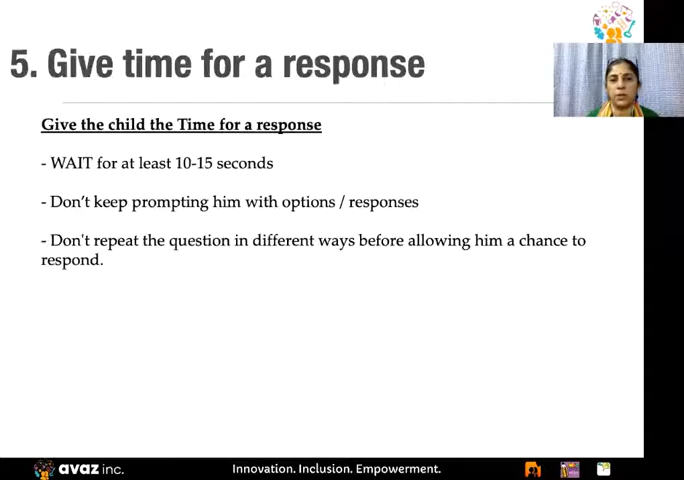 5. Give time for a response
Give the child the Time for a response
- WAIT for at least 10-15 seconds
- Don’t keep prompting him with options / responses
- Don't repeat the question in different ways before allowing him a chance to
respond.
avaz inc.
Innovation. Inclusion. Empowerment.